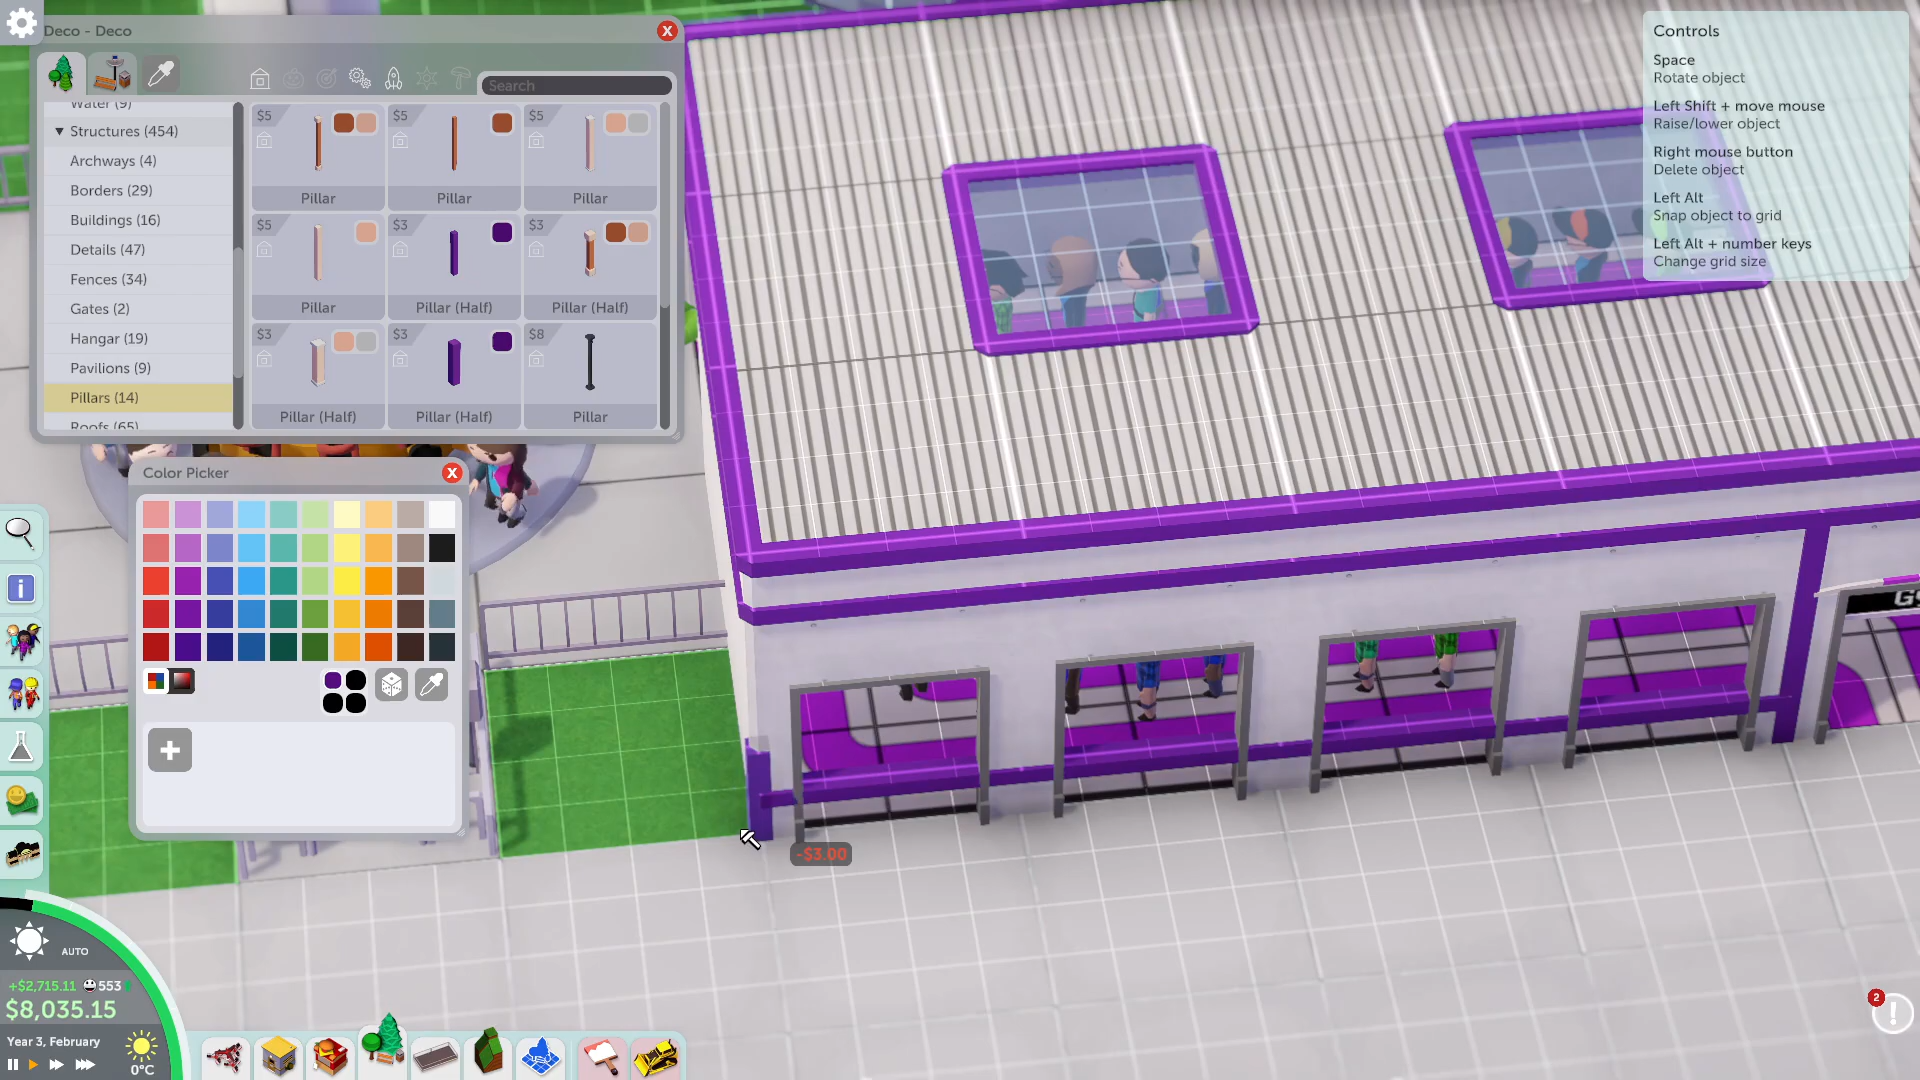 Deco - Deco
X
Search
Water (9)
▼ Structures (454)
Archways (4)
Borders (29)
Buildings (16)
Details (47)
Fences (34)
Gates (2)
Hangar (19)
Pavilions (9)
Pillars (14)
Roofs (65)
$5
Pillar
$5
Pillar
$5
Pillar
$5
Pillar
$3
Pillar (Half)
$3
Pillar (Half)
$3
Pillar (Half)
$3
Pillar (Half)
$8
Pillar
Color Picker
X
Controls
Space
Rotate object
Left Shift + move mouse
Raise/lower object
Right mouse button
Delete object
Left Alt
Snap object to grid
Left Alt + number keys
Change grid size
-$3.00
AUTO
+$2,715.11
553
$8,035.15
Year 3, February
0°C
2